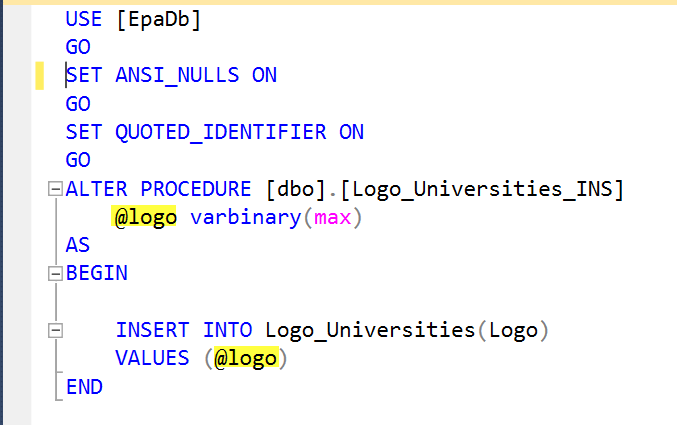 USE [EpaDb]
GO
SET ANSI_NULLS ON
GO
SET QUOTED_IDENTIFIER ON
GO
ALTER PROCEDURE [dbo].[Logo_Universities_INS]
@logo varbinary(max)
AS
BEGIN
INSERT INTO Logo_Universities(Logo)
VALUES (@logo)
END